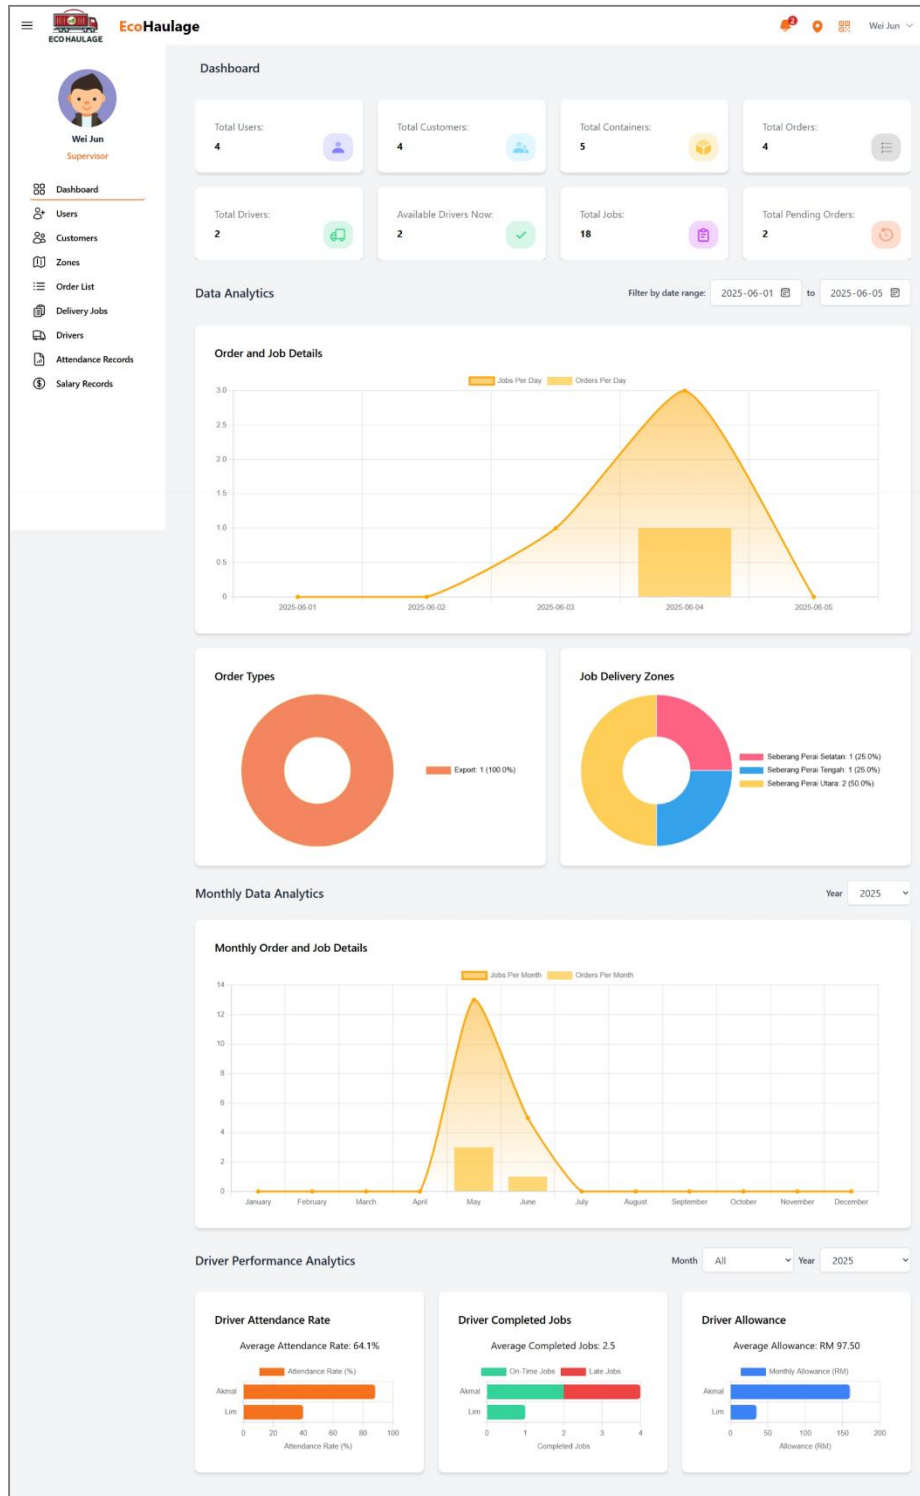 ECO HAULAGE
EcoHaulage
2
Wei Jun
Wei Jun
Supervisor
Dashboard
Users
Customers
Zones
Order List
Delivery Jobs
Drivers
Attendance Records
Salary Records
Dashboard
Total Users:
4
Total Customers:
4
Total Containers:
5
Total Orders:
4
Total Drivers:
2
Available Drivers Now:
2
Total Jobs:
18
Total Pending Orders:
2
Data Analytics
Filter by date range: 2025-06-01 to 2025-06-05
Order and Job Details
Jobs Per Day Orders Per Day
3.0
2.5
2.0
1.5
1.0
0.5
0
2025-06-01 2025-06-02 2025-06-03 2025-06-04 2025-06-05
Order Types
Export: 1 (100.0%)
Job Delivery Zones
Seberang Perai Selatan: 1 (25.0%)
Seberang Perai Tengah: 1 (25.0%)
Seberang Perai Utara: 2 (50.0%)
Monthly Data Analytics
Year 2025
Monthly Order and Job Details
Jobs Per Month Orders Per Month
14
12
10
8
6
4
2
0
January February March April May June July August September October November December
Driver Performance Analytics
Month All Year 2025
Driver Attendance Rate
Average Attendance Rate: 64.1%
Attendance Rate (%)
Akmal
Lim
0 20 40 60 80 100
Attendance Rate (%)
Driver Completed Jobs
Average Completed Jobs: 2.5
On-Time Jobs Late Jobs
Akmal
Lim
0 1 2 3 4
Completed Jobs
Driver Allowance
Average Allowance: RM 97.50
Monthly Allowance (RM)
Akmal
Lim
0 50 100 150 200
Allowance (RM)